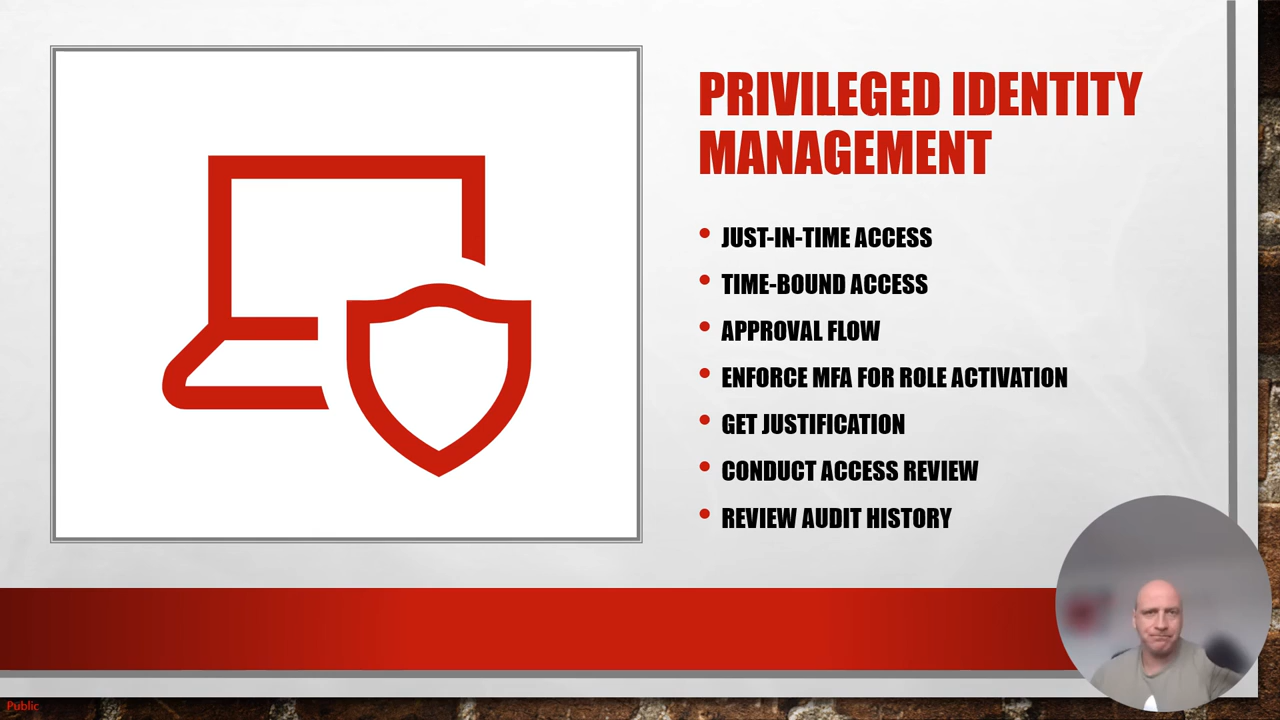 PRIVILEGED IDENTITY
MANAGEMENT
JUST-IN-TIME ACCESS
TIME-BOUND ACCESS
APPROVAL FLOW
ENFORCE MFA FOR ROLE ACTIVATION
GET JUSTIFICATION
CONDUCT ACCESS REVIEW
REVIEW AUDIT HISTORY
Public